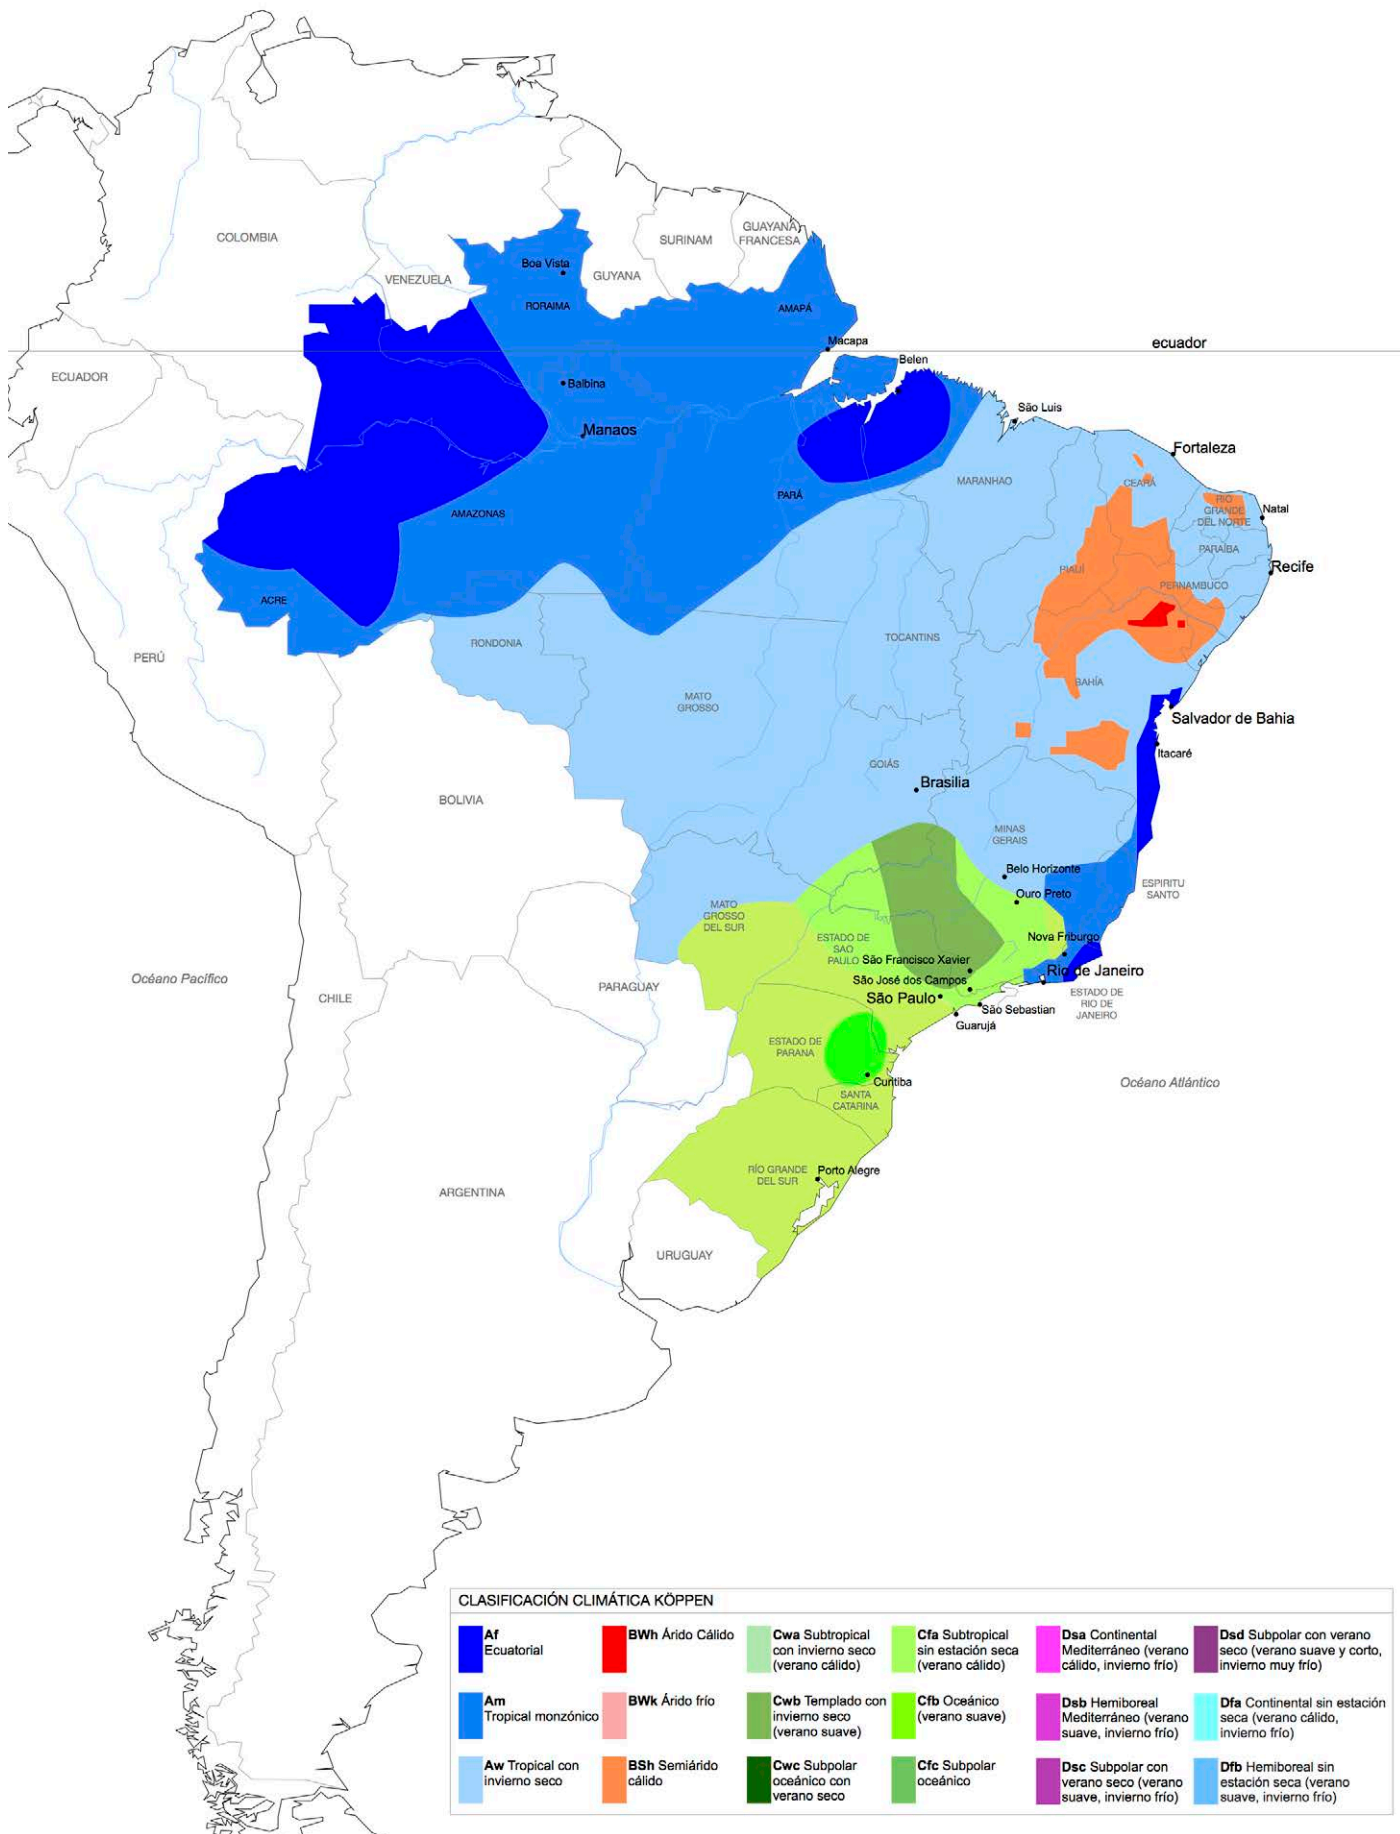 COLOMBIA
VENEZUELA
GUYANA
SURINAM
GUAYANA
FRANCESA
Boa Vista
RORAIMA
AMAPÁ
Macapa
ecuador
ECUADOR
Belen
Balbina
Manaos
São Luis
Fortaleza
MARANHAO
CEARÁ
RIO
GRANDE
DEL NORTE
Natal
PARÁ
AMAZONAS
PARAÍBA
PIAUÍ
Recife
PERNAMBUCO
ACRE
PERÚ
RONDONIA
TOCANTINS
BAHÍA
MATO
GROSSO
Salvador de Bahia
Itacaré
GOIÁS
Brasilia
BOLIVIA
MINAS
GERAIS
Belo Horizonte
Ouro Preto
ESPIRITU
SANTO
MATO
GROSSO
DEL SUR
ESTADO DE
SAO
PAULO
Nova Friburgo
São Francisco Xavier
Océano Pacífico
Rio de Janeiro
São José dos Campos
PARAGUAY
CHILE
São Paulo
ESTADO DE
RIO DE
JANEIRO
São Sebastian
Guarujá
ESTADO DE
PARANA
Curitiba
Océano Atlántico
SANTA
CATARINA
RÍO GRANDE
DEL SUR
Porto Alegre
ARGENTINA
URUGUAY
CLASIFICACIÓN CLIMÁTICA KÖPPEN
Af
Ecuatorial
Am
Tropical monzónico
Aw Tropical con
invierno seco
BWh Árido Cálido
BWk Árido frío
BSh Semiárido
cálido
Cwa Subtropical
con invierno seco
(verano cálido)
Cwb Templado con
invierno seco
(verano suave)
Cwc Subpolar
oceánico con
verano seco
Cfa Subtropical
sin estación seca
(verano cálido)
Cfb Oceánico
(verano suave)
Cfc Subpolar
oceánico
Dsa Continental
Mediterráneo (verano
cálido, invierno frío)
Dsb Hemiboreal
Mediterráneo (verano
suave, invierno frío)
Dsc Subpolar con
verano seco (verano
suave, invierno frío)
Dsd Subpolar con verano
seco (verano suave y corto,
invierno muy frío)
Dfa Continental sin estación
seca (verano cálido,
invierno frío)
Dfb Hemiboreal sin
estación seca (verano
suave, invierno frío)